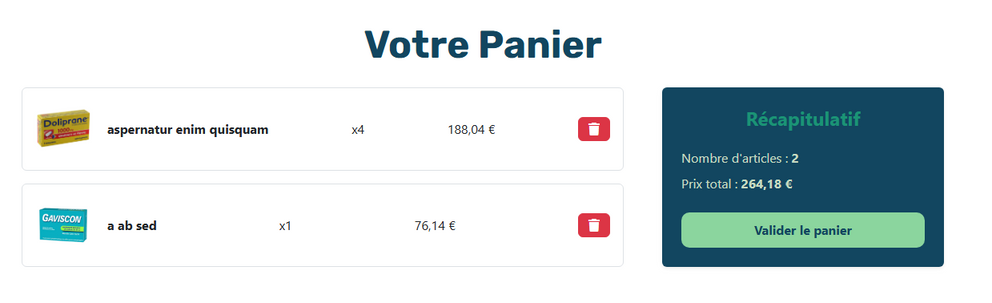 Votre Panier
Doliprane
1000
aspernatur enim quisquam x4 188,04 €
GAVISCON
a ab sed x1 76,14 €
Récapitulatif
Nombre d'articles : 2
Prix total : 264,18 €
Valider le panier